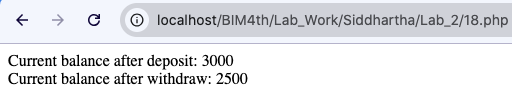 localhost/BIM4th/Lab_Work/Siddhartha/Lab_2/18.php
Current balance after deposit: 3000
Current balance after withdraw: 2500